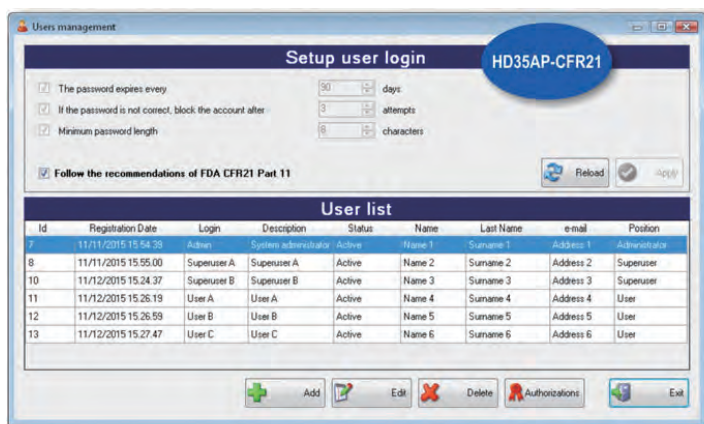 Users management
Setup user login
HD35AP-CFR21
The password expires every 90 days
If the password is not correct, block the account after 3 attempts
Minimum password length 8 characters
Follow the recommendations of FDA CFR21 Part 11
Reload Apply
User list
Id Registration Date Login Description Status Name Last Name e-mail Position
7 11/11/2015 15.54.39 Admin System administrator Active Name 1 Surname 1 Address 1 Administrator
8 11/11/2015 15.55.00 Superuser A Superuser A Active Name 2 Surname 2 Address 2 Superuser
10 11/12/2015 15.24.37 Superuser B Superuser B Active Name 3 Surname 3 Address 3 Superuser
11 11/12/2015 15.26.19 User A User A Active Name 4 Surname 4 Address 4 User
12 11/12/2015 15.26.59 User B User B Active Name 5 Surname 5 Address 5 User
13 11/12/2015 15.27.47 User C User C Active Name 6 Surname 6 Address 6 User
Add Edit Delete Authorizations Exit